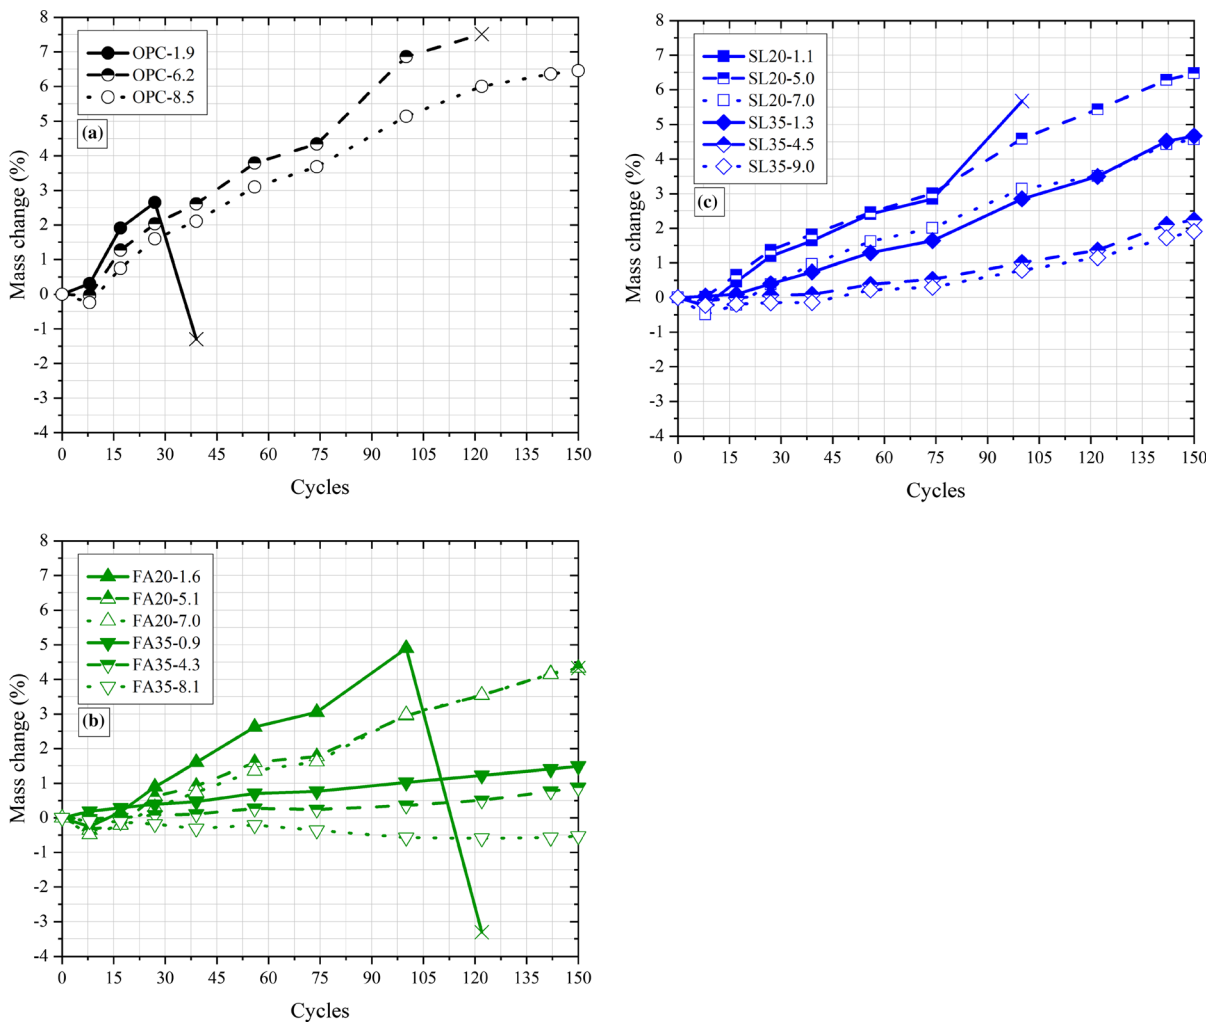 8
7
6
5
4
3
2
1
0
-1
-2
-3
-4
Mass change (%)
OPC-1.9
OPC-6.2
OPC-8.5
(a)
0 15 30 45 60 75 90 105 120 135 150
Cycles
8
7
6
5
4
3
2
1
0
-1
-2
-3
-4
Mass change (%)
SL20-1.1
SL20-5.0
SL20-7.0
SL35-1.3
SL35-4.5
SL35-9.0
(c)
0 15 30 45 60 75 90 105 120 135 150
Cycles
8
7
6
5
4
3
2
1
0
-1
-2
-3
-4
Mass change (%)
FA20-1.6
FA20-5.1
FA20-7.0
FA35-0.9
FA35-4.3
FA35-8.1
(b)
0 15 30 45 60 75 90 105 120 135 150
Cycles